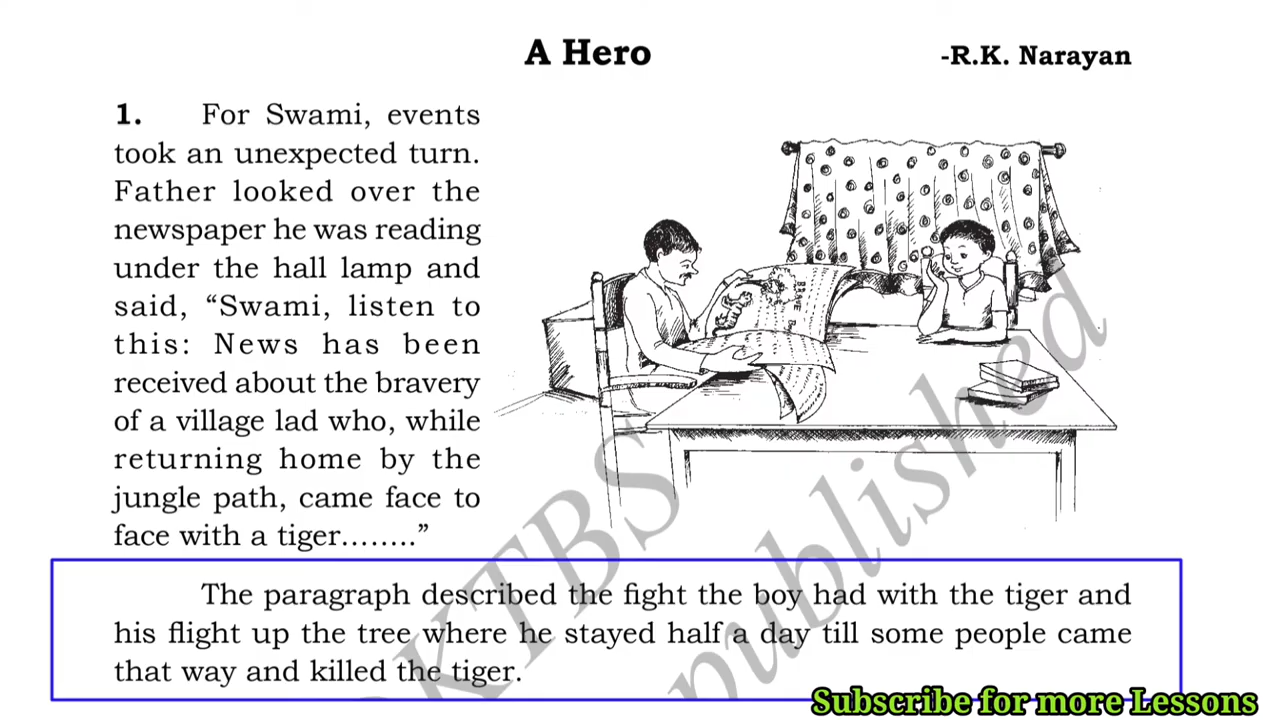 A Hero
-R.K. Narayan
1. For Swami, events
took an unexpected turn.
Father looked over the
newspaper he was reading
under the hall lamp and
said, “Swami, listen to
this: News has been
received about the bravery
of a village lad who, while
returning home by the
jungle path, came face to
face with a tiger........”
BRAVE
The paragraph described the fight the boy had with the tiger and
his flight up the tree where he stayed half a day till some people came
that way and killed the tiger.
KTBS
published
Subscribe for more Lessons